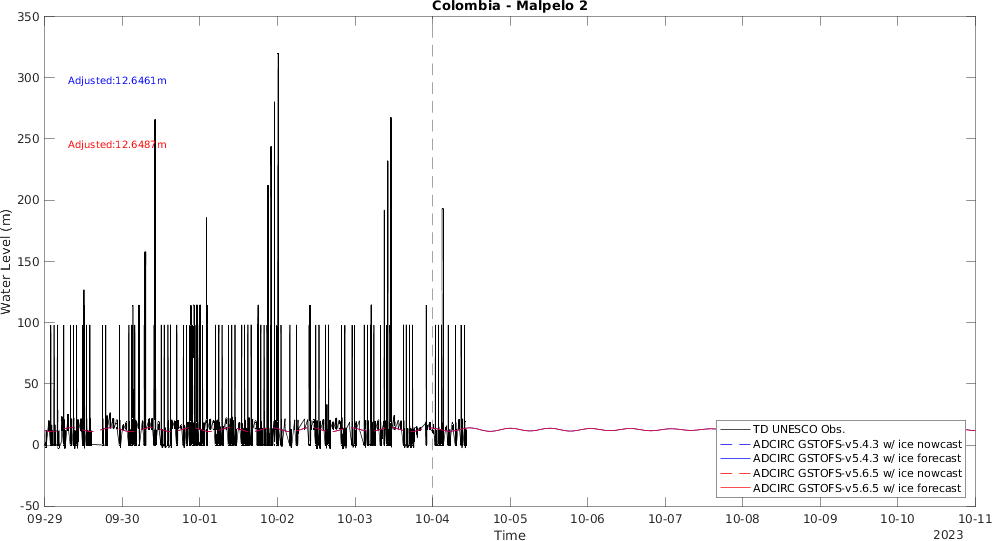 Colombia - Malpelo 2
350
300
250
200
150
100
50
0
-50
Water Level (m)
Adjusted:12.6461m
Adjusted:12.6487m
TD UNESCO Obs.
ADCIRC GSTOFS-v5.4.3 w/ ice nowcast
ADCIRC GSTOFS-v5.4.3 w/ ice forecast
ADCIRC GSTOFS-v5.6.5 w/ ice nowcast
ADCIRC GSTOFS-v5.6.5 w/ ice forecast
09-29 09-30 10-01 10-02 10-03 10-04 10-05 10-06 10-07 10-08 10-09 10-10 10-11
Time
2023